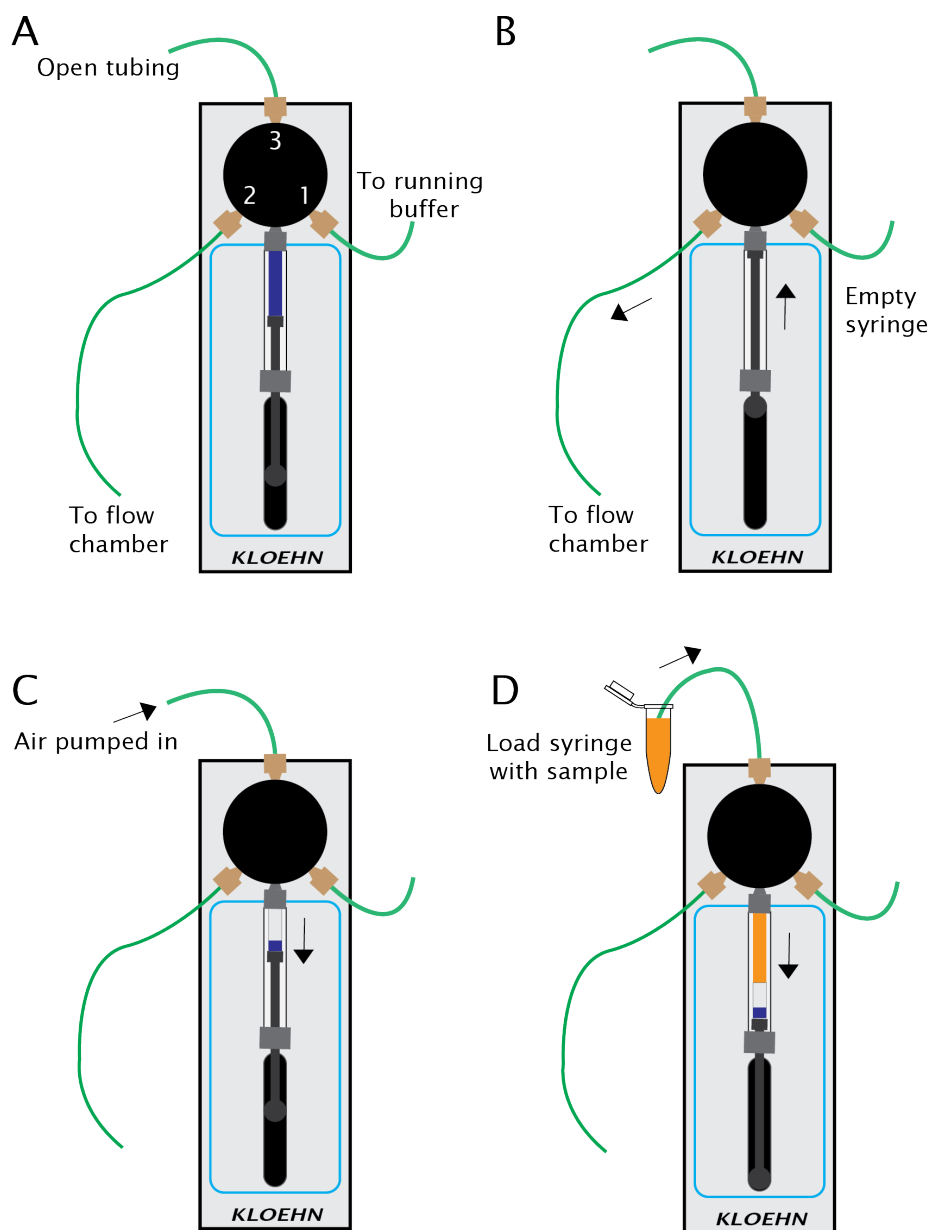 A
Open tubing
3
2
1
To running
buffer
To flow
chamber
KLOEHN
B
Empty
syringe
To flow
chamber
KLOEHN
C
Air pumped in
KLOEHN
D
Load syringe
with sample
KLOEHN